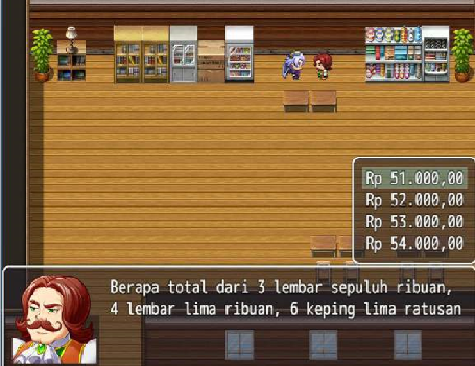 Rp 51.000,00
Rp 52.000,00
Rp 53.000,00
Rp 54.000,00
Berapa total dari 3 lembar sepuluh ribuan,
4 lembar lima ribuan, 6 keping lima ratusan